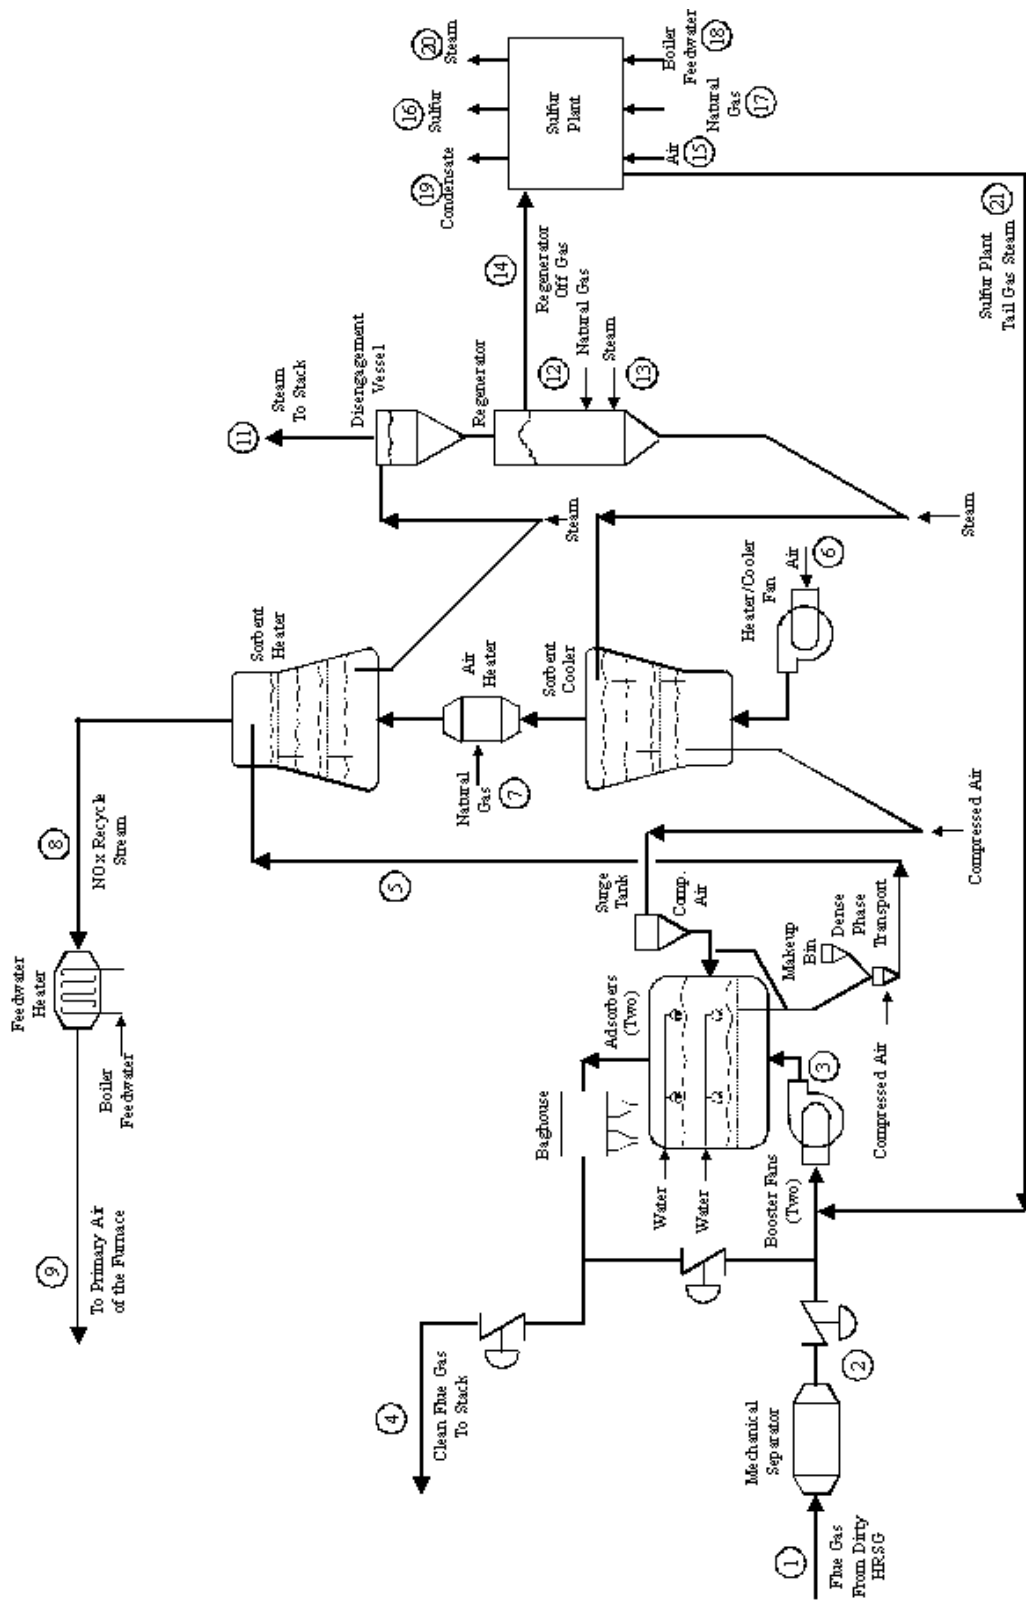 1
Flue Gas
From Dirty
HRSG
Mechanical
Separator
2
4
Clean Flue Gas
To Stack
9
To Primary Air
of the Furnace
Booster Fans
(Two)
3
Water
Water
Baghouse
Adsorbers
(Two)
Compressed Air
Boiler
Feedwater
Feedwater
Heater
8
NOx Recycle
Stream
5
Surge
Tank
Comp.
Air
Makeup
Bin
Dense
Phase
Transport
Compressed Air
Natural
Gas
7
Air
Heater
Sorbent
Heater
Sorbent
Cooler
Heater/Cooler
Fan
Air
6
Steam
Steam
11
Steam
To Stack
Disengagement
Vessel
Regenerator
12
Natural Gas
Steam
13
14
Regenerator
Off Gas
Sulfur
Plant
19
Condensate
16
Sulfur
20
Steam
Air
15
Natural
Gas
17
Boiler
Feedwater
18
Sulfur Plant
Tail Gas Steam
21